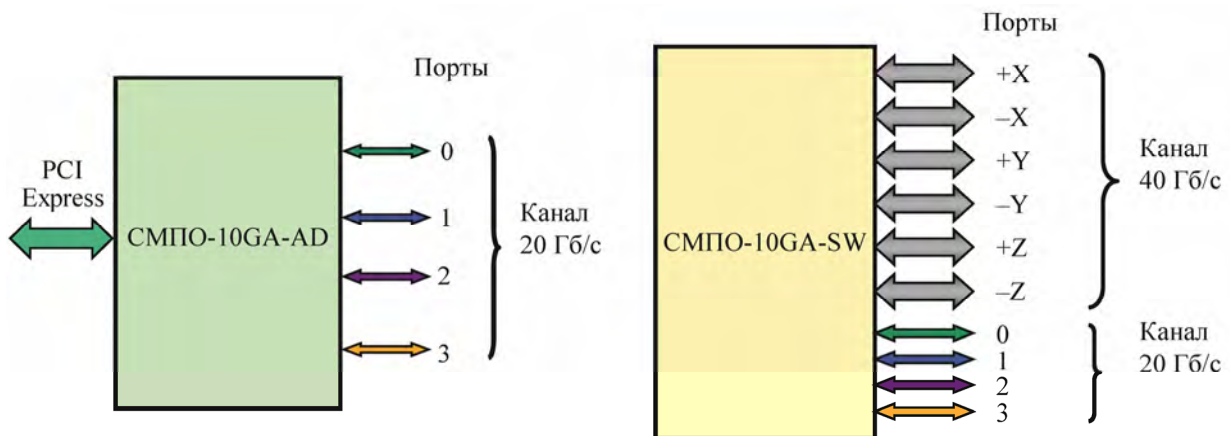 Порты
PCI
Express
СМПО-10GA-AD
0
1
2
3
Канал
20 Гб/с
Порты
СМПО-10GA-SW
+X
–X
+Y
–Y
+Z
–Z
Канал
40 Гб/с
0
1
2
3
Канал
20 Гб/с